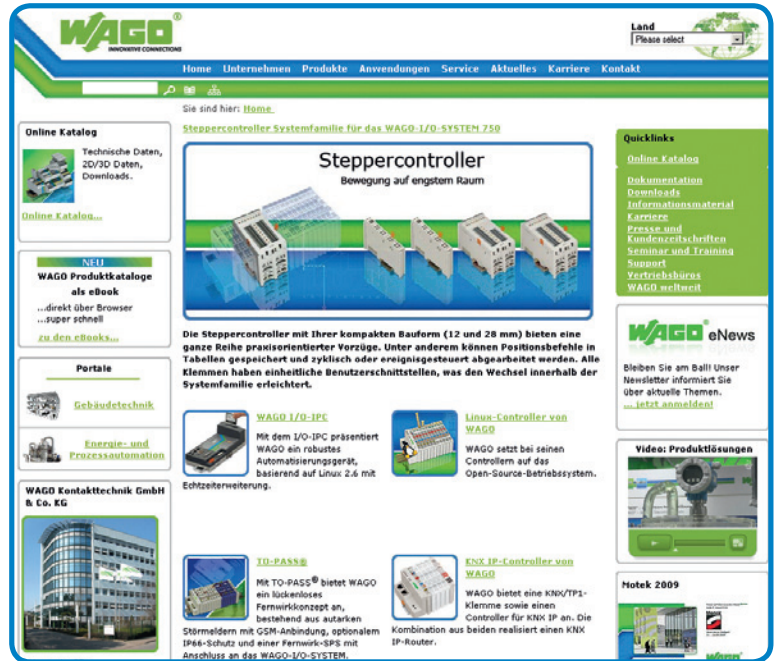 WAGO®
INNOVATIVE CONNECTIONS
Land
Please select
Home Unternehmen Produkte Anwendungen Service Aktuelles Karriere Kontakt
Sie sind hier: Home
Online Katalog
Technische Daten,
2D/3D Daten,
Downloads.
Online Katalog...
NEU
WAGO Produktkataloge
als eBook
...direkt über Browser
...super schnell
zu den eBooks...
Portale
Gebäudetechnik
Energie- und
Prozessautomation
WAGO Kontakttechnik GmbH
& Co. KG
Steppercontroller Systemfamilie für das WAGO-I/O-SYSTEM 750
Steppercontroller
Bewegung auf engstem Raum
Die Steppercontroller mit Ihrer kompakten Bauform (12 und 28 mm) bieten eine
ganze Reihe praxisorientierter Vorzüge. Unter anderem können Positionsbefehle in
Tabellen gespeichert und zyklisch oder ereignisgesteuert abgearbeitet werden. Alle
Klemmen haben einheitliche Benutzerschnittstellen, was den Wechsel innerhalb der
Systemfamilie erleichtert.
WAGO I/O-IPC
Mit dem I/O-IPC präsentiert
WAGO ein robustes
Automatisierungsgerät,
basierend auf Linux 2.6 mit
Echtzeiterweiterung.
Linux-Controller von
WAGO
WAGO setzt bei seinen
Controllern auf das
Open-Source-Betriebssystem.
TO-PASS®
Mit TO-PASS® bietet WAGO
ein lückenloses
Fernwirkkonzept an,
bestehend aus autarken
Störmeldern mit GSM-Anbindung, optionalem
IP66-Schutz und einer Fernwirk-SPS mit
Anschluss an das WAGO-I/O-SYSTEM.
KNX IP-Controller von
WAGO
WAGO bietet eine KNX/TP1-
Klemme sowie einen
Controller für KNX IP an. Die
Kombination aus beiden realisiert einen KNX
IP-Router.
Quicklinks
Online Katalog
Dokumentation
Downloads
Informationsmaterial
Karriere
Presse und
Kundenzeitschriften
Seminar und Training
Support
Vertriebsbüros
WAGO weltweit
WAGO® eNews
Bleiben Sie am Ball! Unser
Newsletter informiert Sie
über aktuelle Themen.
... jetzt anmelden!
Video: Produktlösungen
Motek 2009
WAGO